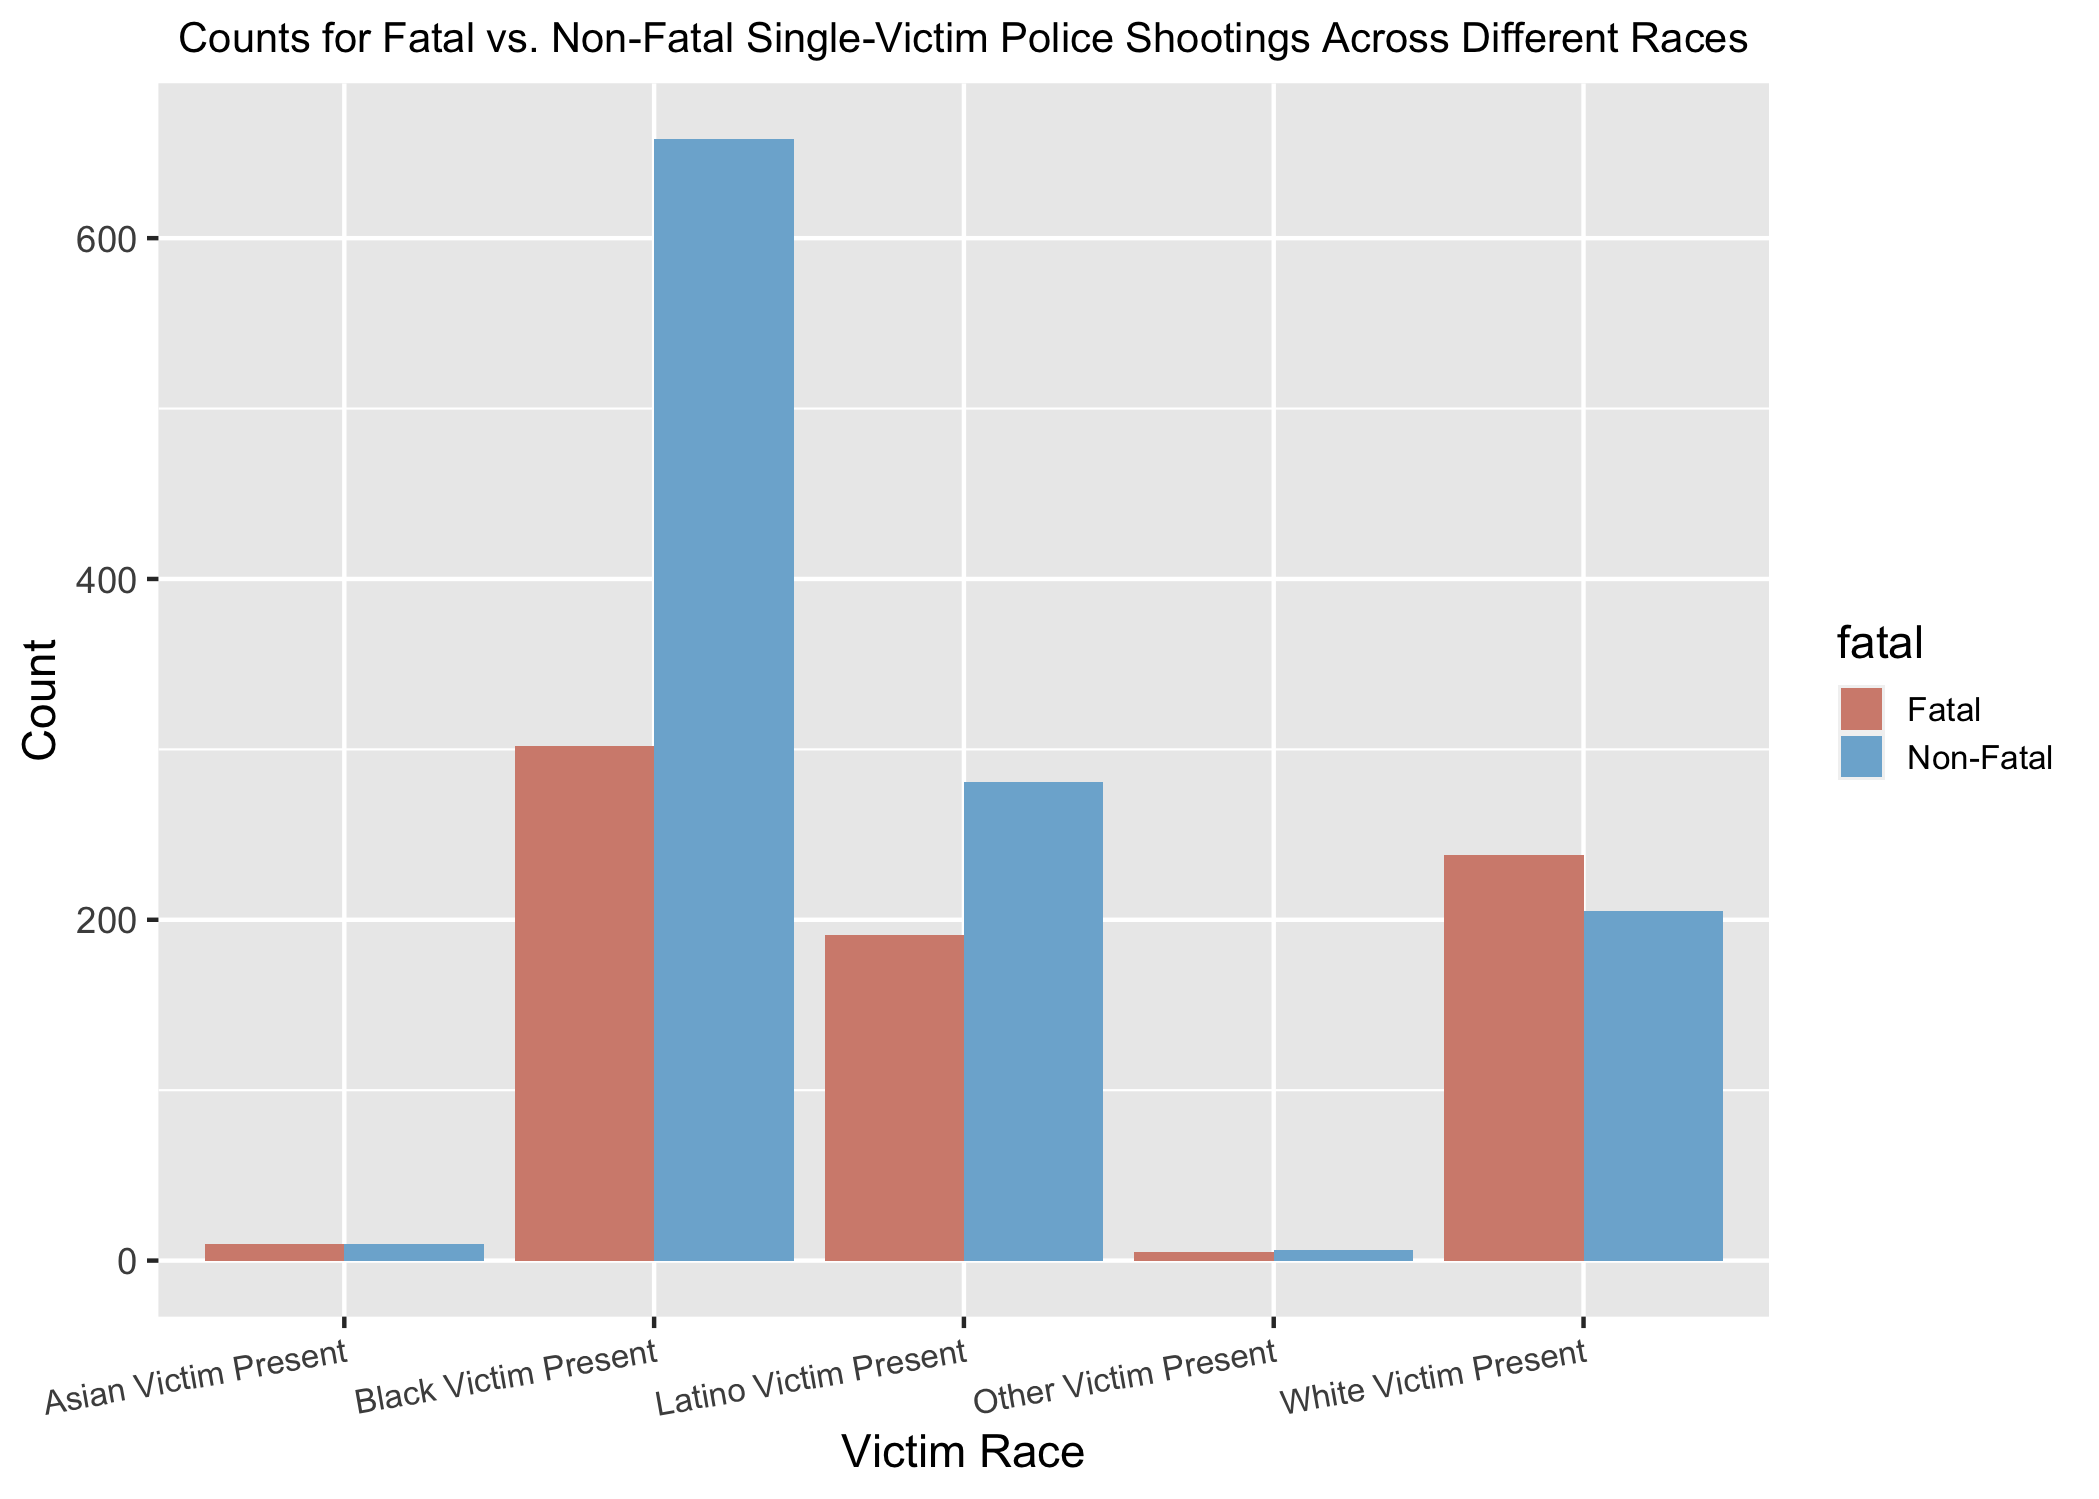 Counts for Fatal vs. Non-Fatal Single-Victim Police Shootings Across Different Races
600
400
200
0
Count
Asian Victim Present
Black Victim Present
Latino Victim Present
Other Victim Present
White Victim Present
Victim Race
fatal
Fatal
Non-Fatal